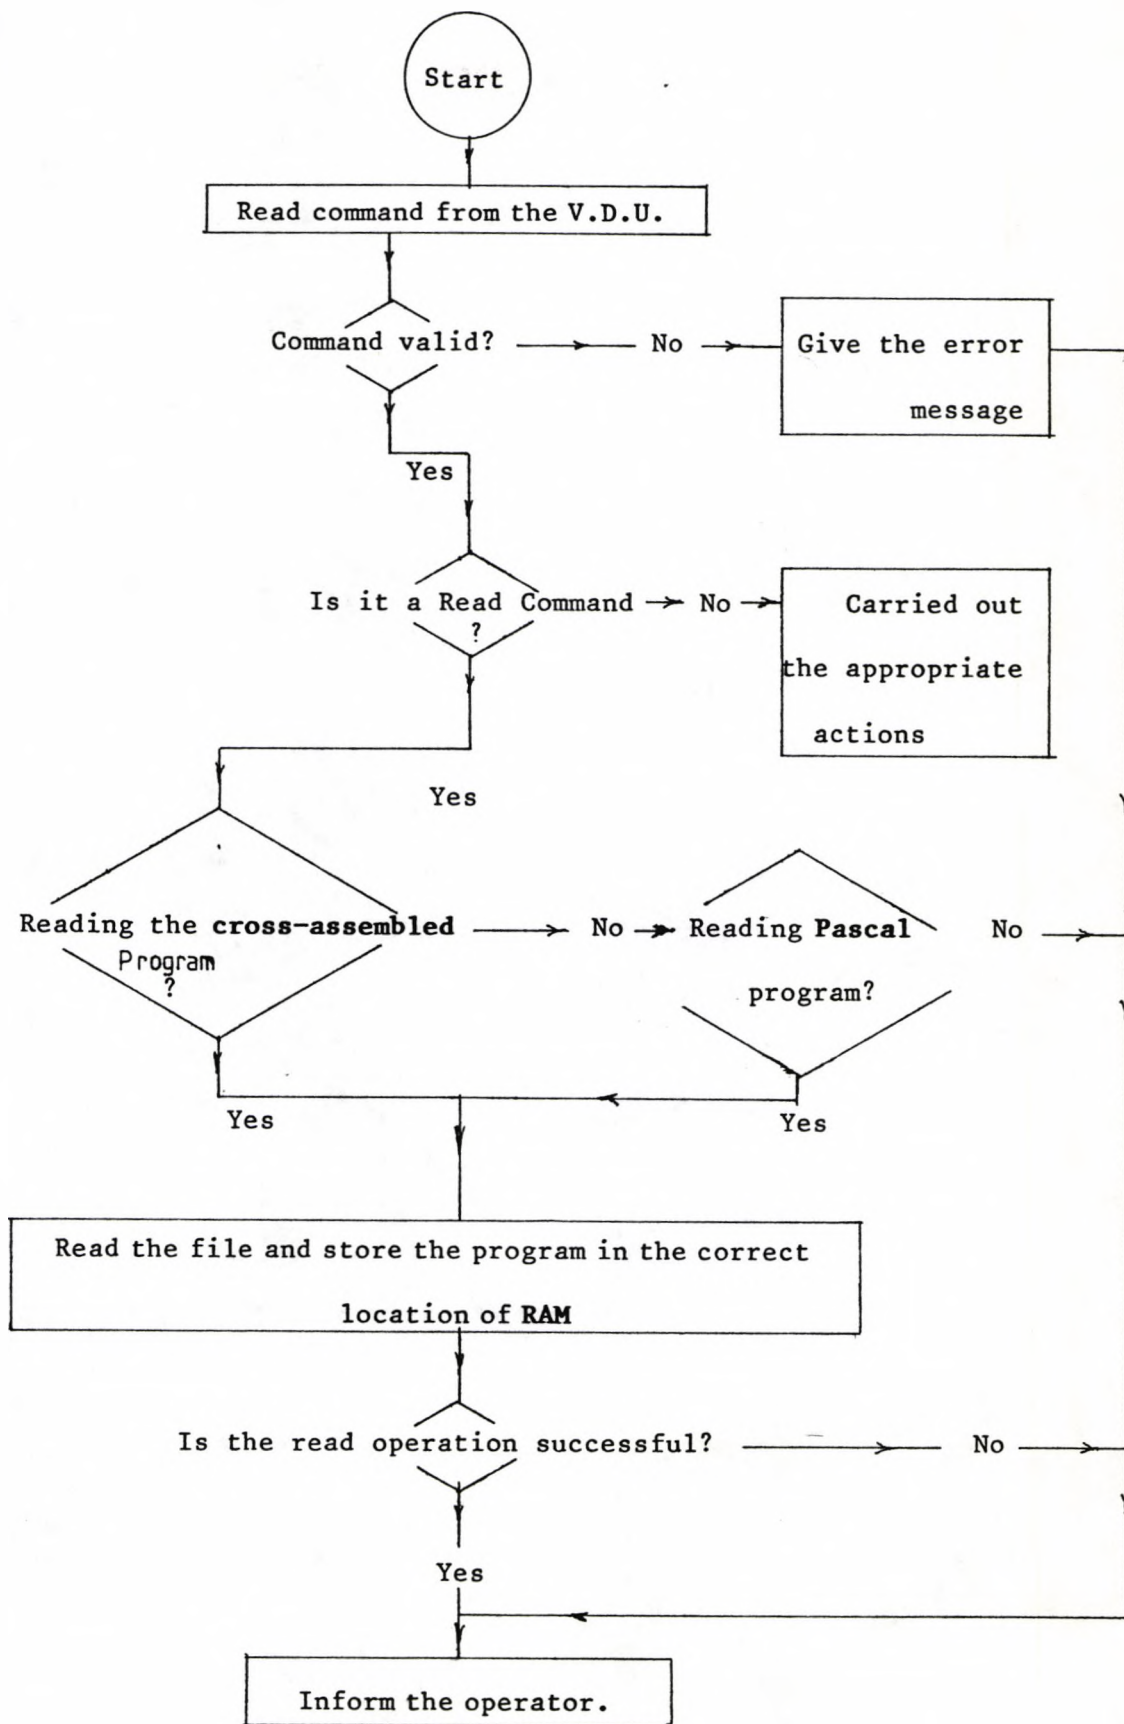 Start
Read command from the V.D.U.
Command valid? No Give the error
message
Yes
Is it a Read Command No Carried out
?
the appropriate
actions
Yes
Reading the cross-assembled No Reading Pascal No
Program
?
program?
Yes Yes
Read the file and store the program in the correct
location of RAM
Is the read operation successful? No
Yes
Inform the operator.